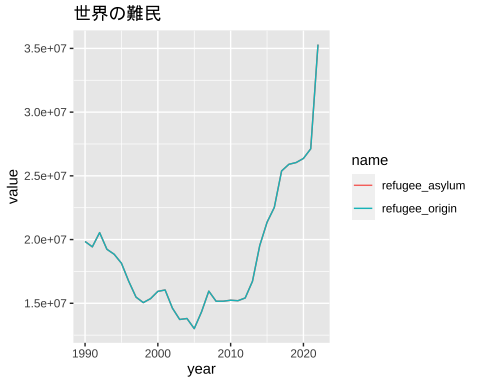 世界の難民
3.5e+07
3.0e+07
2.5e+07
2.0e+07
1.5e+07
value
1990
2000
2010
2020
year
name
refugee_asylum
refugee_origin